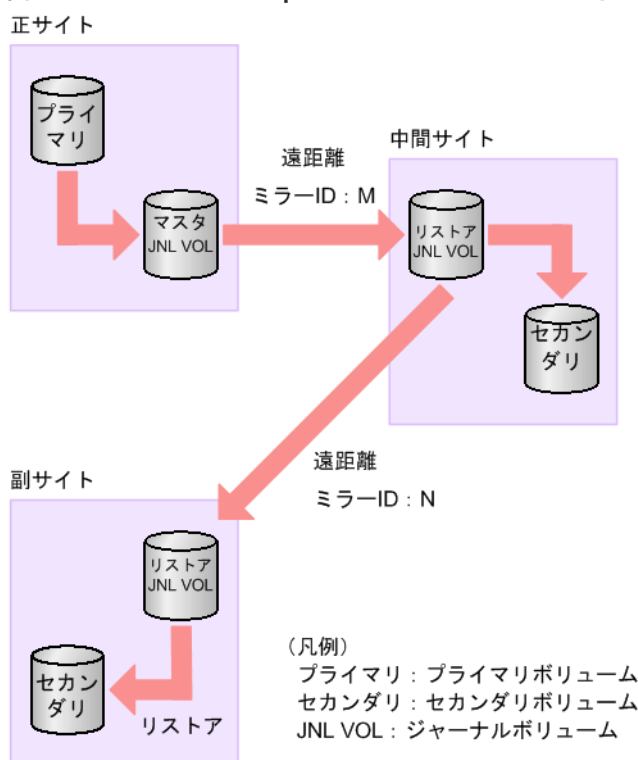 正サイト
プライ
マリ
マスタ
JNL VOL
遠距離
ミラーID：M
中間サイト
リストア
JNL VOL
セカン
ダリ
遠距離
ミラーID：N
副サイト
リストア
JNL VOL
セカン
ダリ
リストア
（凡例）
プライマリ：プライマリボリューム
セカンダリ：セカンダリボリューム
JNL VOL：ジャーナルボリューム